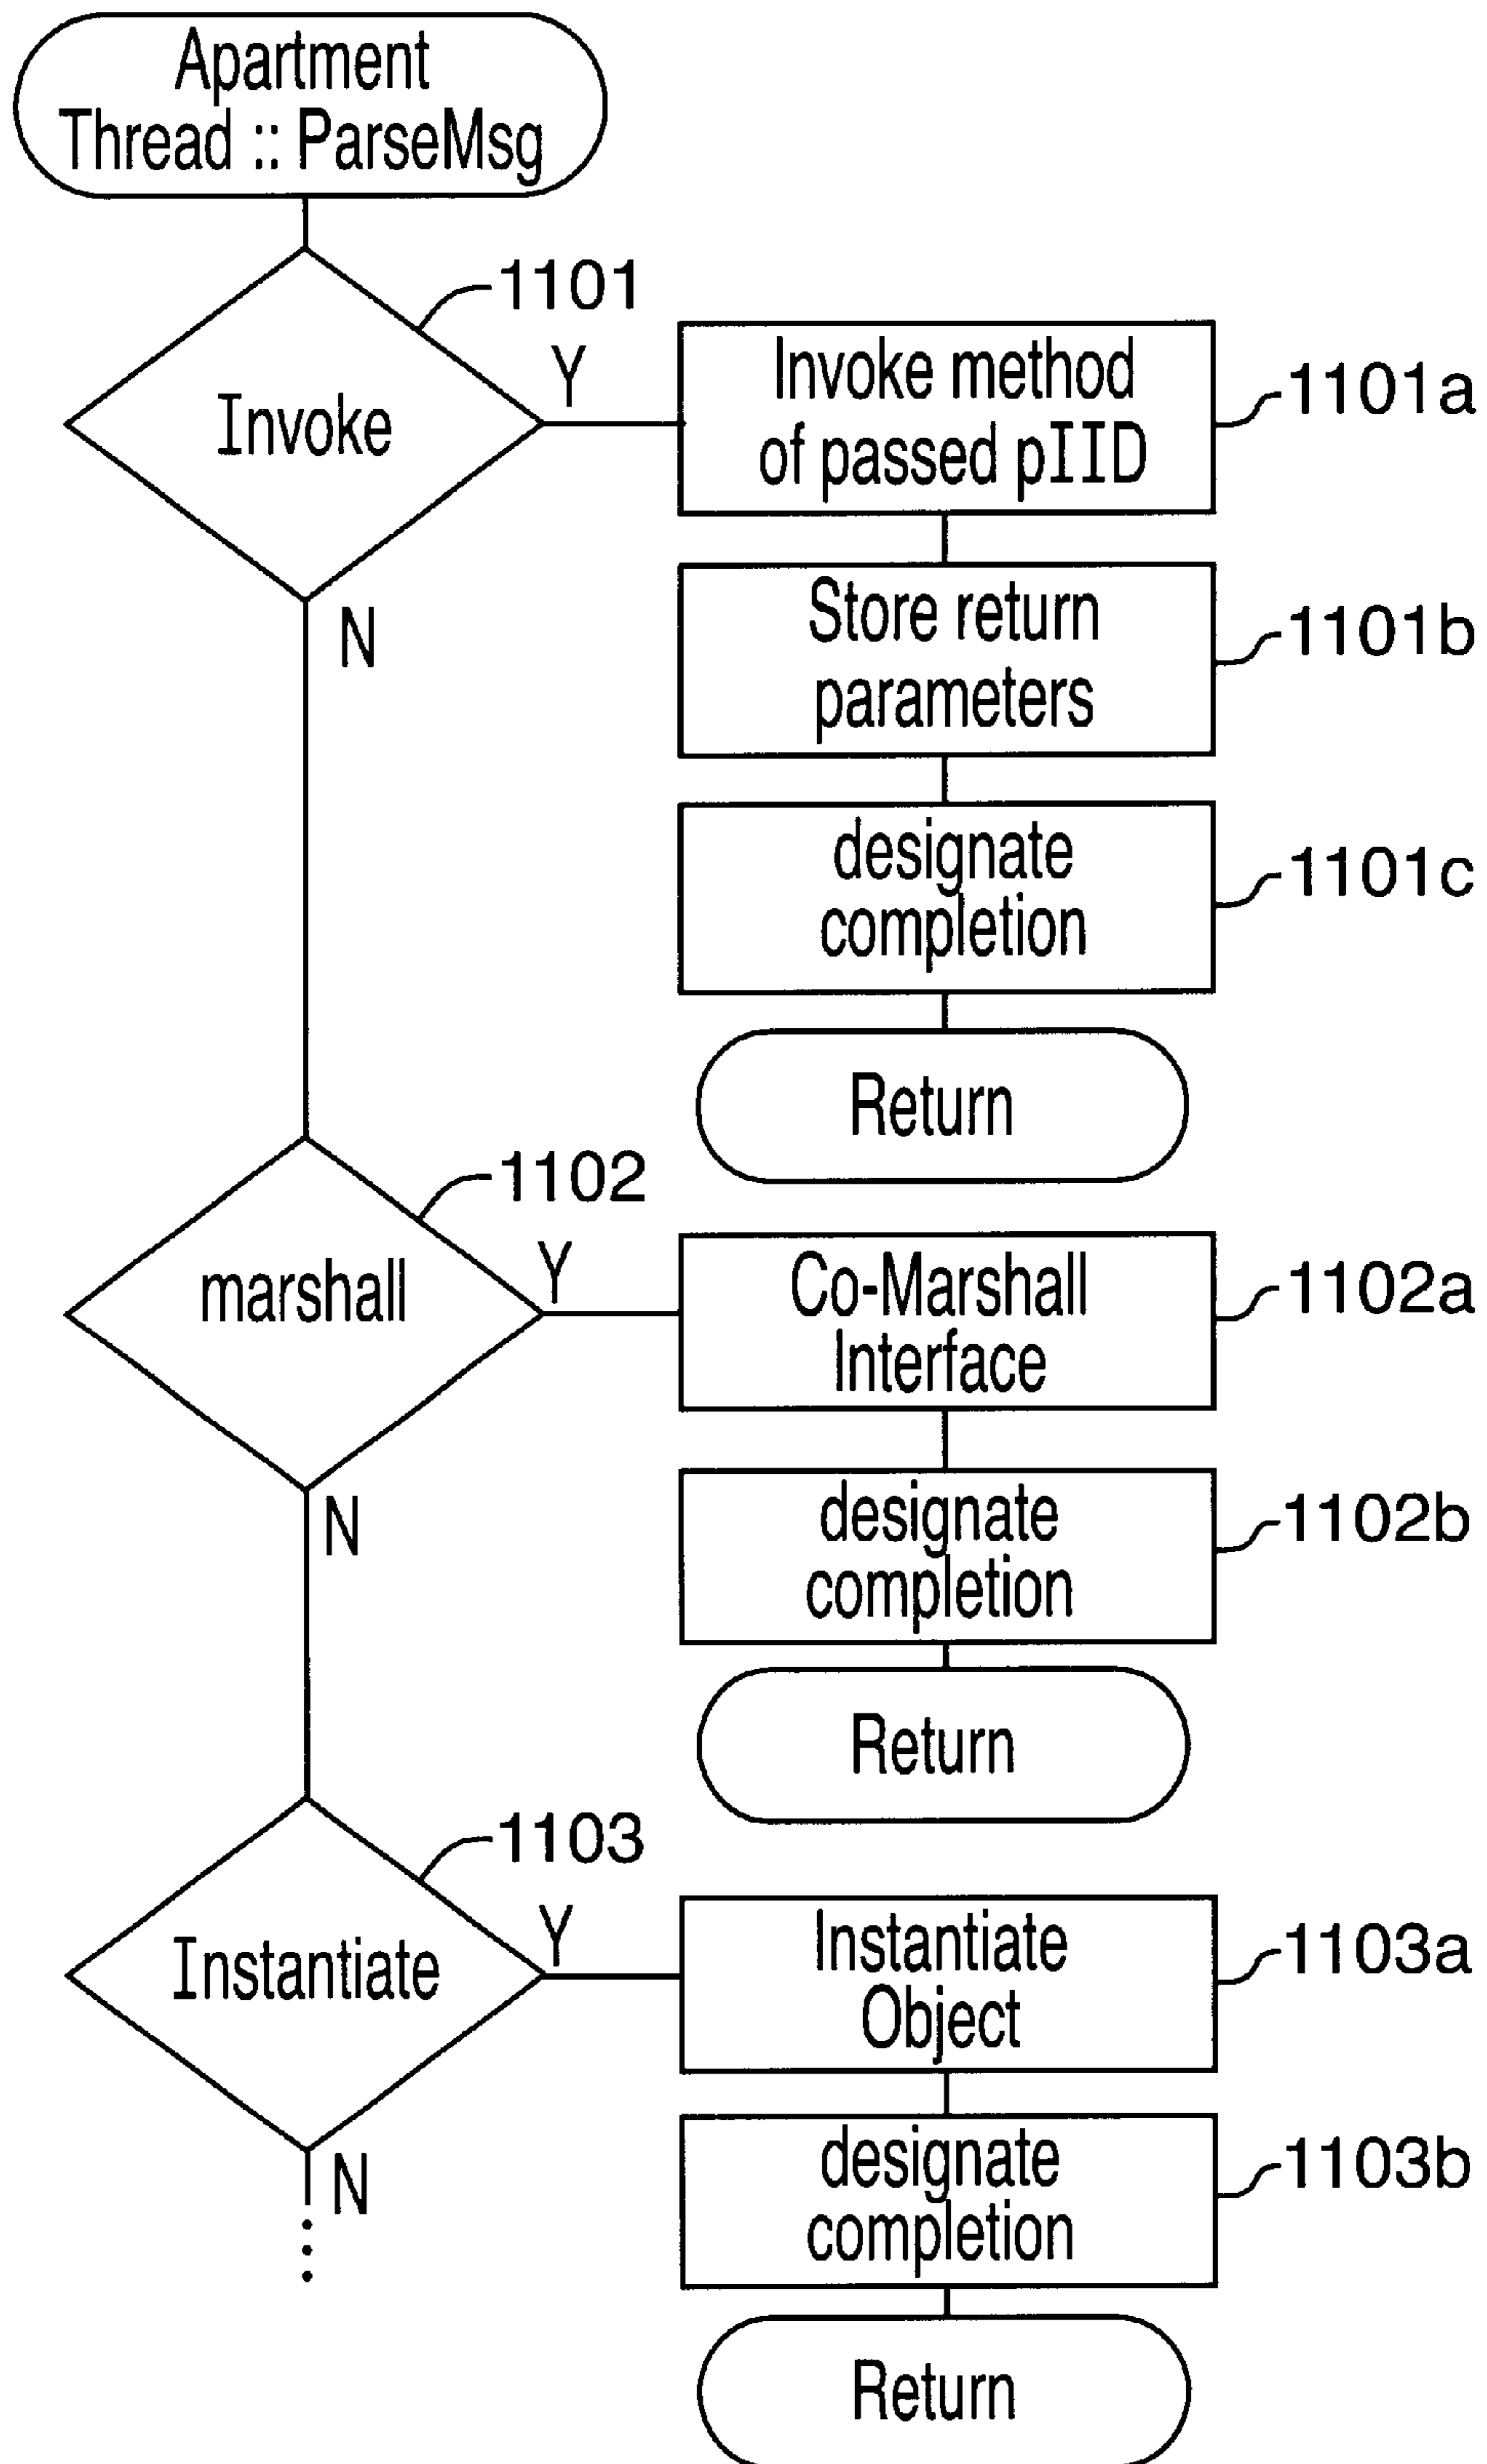 Apartment
Thread :: ParseMsg
1101
Invoke
Y
N
Invoke method
of passed pIID
1101a
Store return
parameters
1101b
designate
completion
1101c
Return
1102
marshall
Y
N
Co-Marshall
Interface
1102a
designate
completion
1102b
Return
1103
Instantiate
Y
N
Instantiate
Object
1103a
designate
completion
1103b
Return